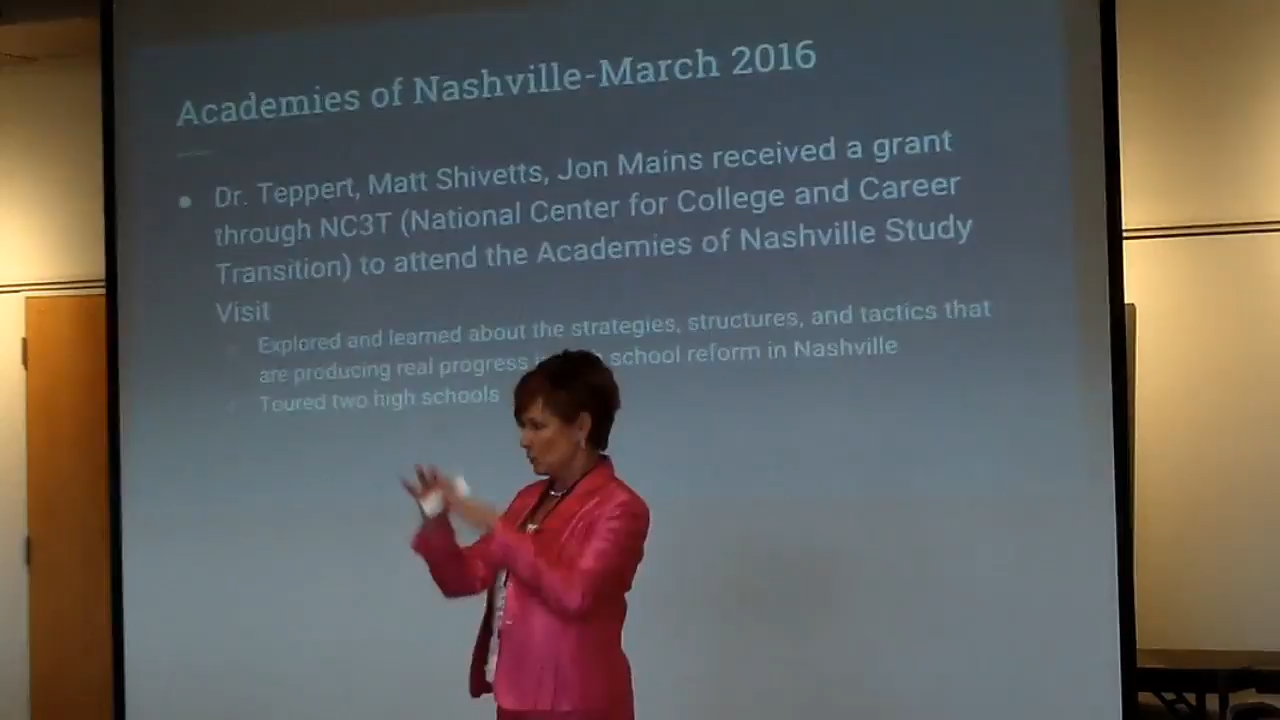 Academies of Nashville-March 2016
Dr. Teppert, Matt Shivetts, Jon Mains received a grant
through NC3T (National Center for College and Career
Transition) to attend the Academies of Nashville Study
Visit
Explored and learned about the strategies, structures, and tactics that
are producing real progress school reform in Nashville
Toured two high schools